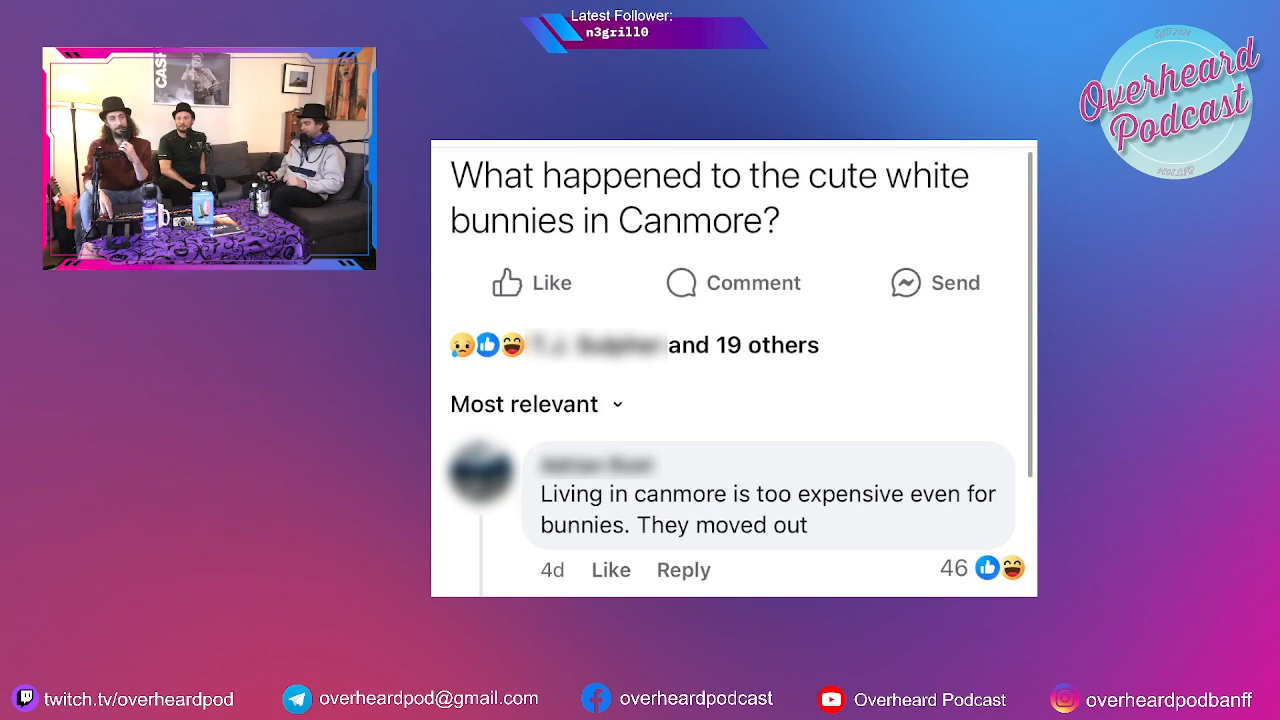 Latest Follower:
n3grill0
CASH
Overheard
Podcast
What happened to the cute white
bunnies in Canmore?
Like
Comment
Send
and 19 others
Most relevant
Living in canmore is too expensive even for
bunnies. They moved out
4d
Like
Reply
46
twitch.tv/overheardpod
overheardpod@gmail.com
overheardpodcast
Overheard Podcast
overheardpodbanff